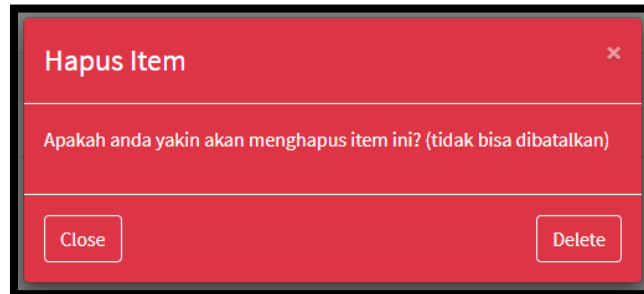 Hapus Item
×
Apakah anda yakin akan menghapus item ini? (tidak bisa dibatalkan)
Close
Delete